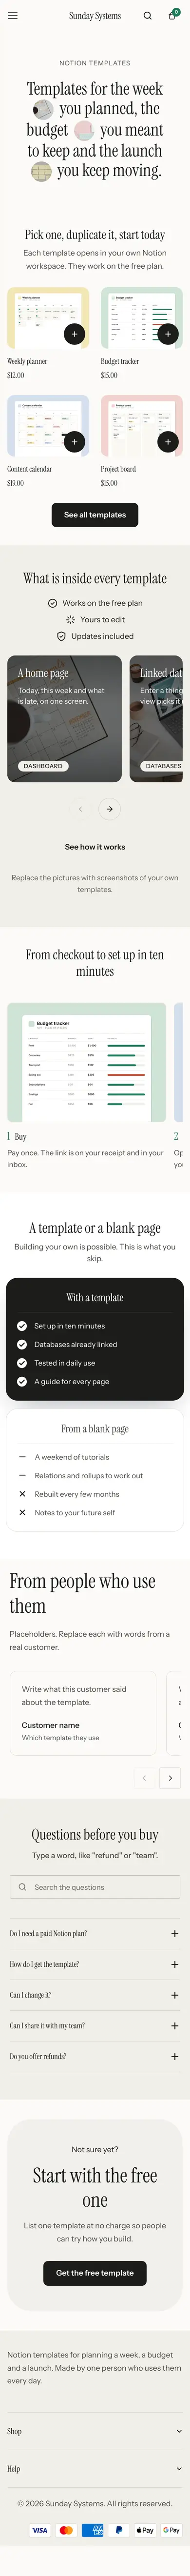 Sunday Systems
0
NOTION TEMPLATES
Templates for the week
you planned, the
budget you meant
to keep and the launch
you keep moving.
Pick one, duplicate it, start today
Each template opens in your own Notion
workspace. They work on the free plan.
Weekly planner
Budget tracker
Weekly planner
$12.00
Budget tracker
$15.00
Content calendar
Project board
Content calendar
$19.00
Project board
$15.00
See all templates
What is inside every template
Works on the free plan
Yours to edit
Updates included
A home page
Today, this week and what
is late, on one screen.
DASHBOARD
Linked dat
Enter a thing
view picks it
DATABASES
See how it works
Replace the pictures with screenshots of your own
templates.
From checkout to set up in ten
minutes
Budget tracker
1 Buy
Pay once. The link is on your receipt and in your
inbox.
2
Op
you
A template or a blank page
Building your own is possible. This is what you
skip.
With a template
Set up in ten minutes
Databases already linked
Tested in daily use
A guide for every page
From a blank page
A weekend of tutorials
Relations and rollups to work out
Rebuilt every few months
Notes to your future self
From people who use
them
Placeholders. Replace each with words from a
real customer.
Write what this customer said
about the template.
Customer name
Which template they use
Questions before you buy
Type a word, like "refund" or "team".
Search the questions
Do I need a paid Notion plan?
How do I get the template?
Can I change it?
Can I share it with my team?
Do you offer refunds?
Not sure yet?
Start with the free
one
List one template at no charge so people
can try how you build.
Get the free template
Notion templates for planning a week, a budget
and a launch. Made by one person who uses them
every day.
Shop
Help
© 2026 Sunday Systems. All rights reserved.
VISA
PayPal
Pay
G Pay